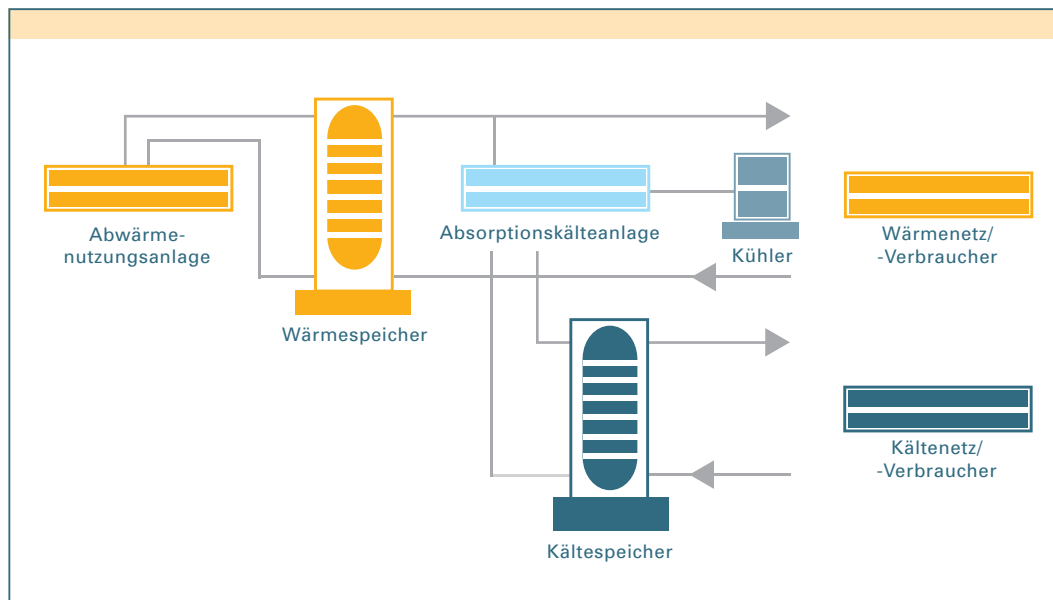 Abwärme-
nutzungsanlage
Wärmespeicher
Absorptionskälteanlage
Kühler
Wärmenetz/
-Verbraucher
Kältespeicher
Kältenetz/
-Verbraucher